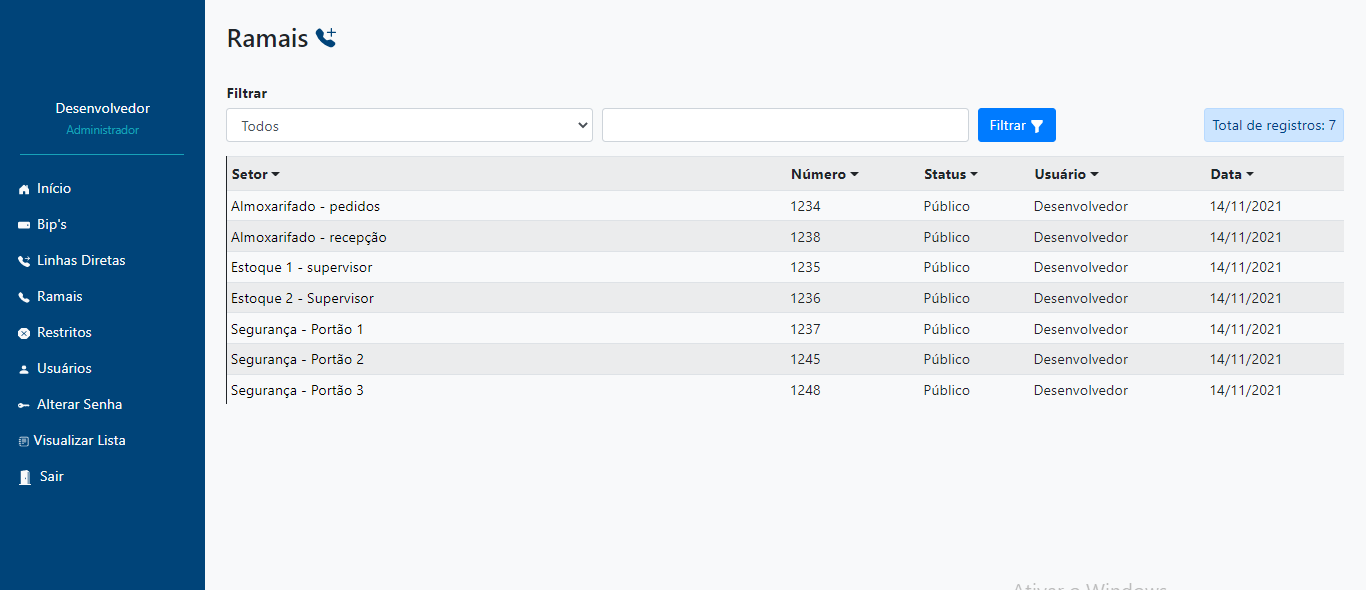 Desenvolvedor
Administrador
Início
Bip's
Linhas Diretas
Ramais
Restritos
Usuários
Alterar Senha
Visualizar Lista
Sair
Ramais
Filtrar
Todos
Filtrar
Total de registros: 7
Setor Número Status Usuário Data
Almoxarifado - pedidos 1234 Público Desenvolvedor 14/11/2021
Almoxarifado - recepção 1238 Público Desenvolvedor 14/11/2021
Estoque 1 - supervisor 1235 Público Desenvolvedor 14/11/2021
Estoque 2 - Supervisor 1236 Público Desenvolvedor 14/11/2021
Segurança - Portão 1 1237 Público Desenvolvedor 14/11/2021
Segurança - Portão 2 1245 Público Desenvolvedor 14/11/2021
Segurança - Portão 3 1248 Público Desenvolvedor 14/11/2021
Ativar o Windows